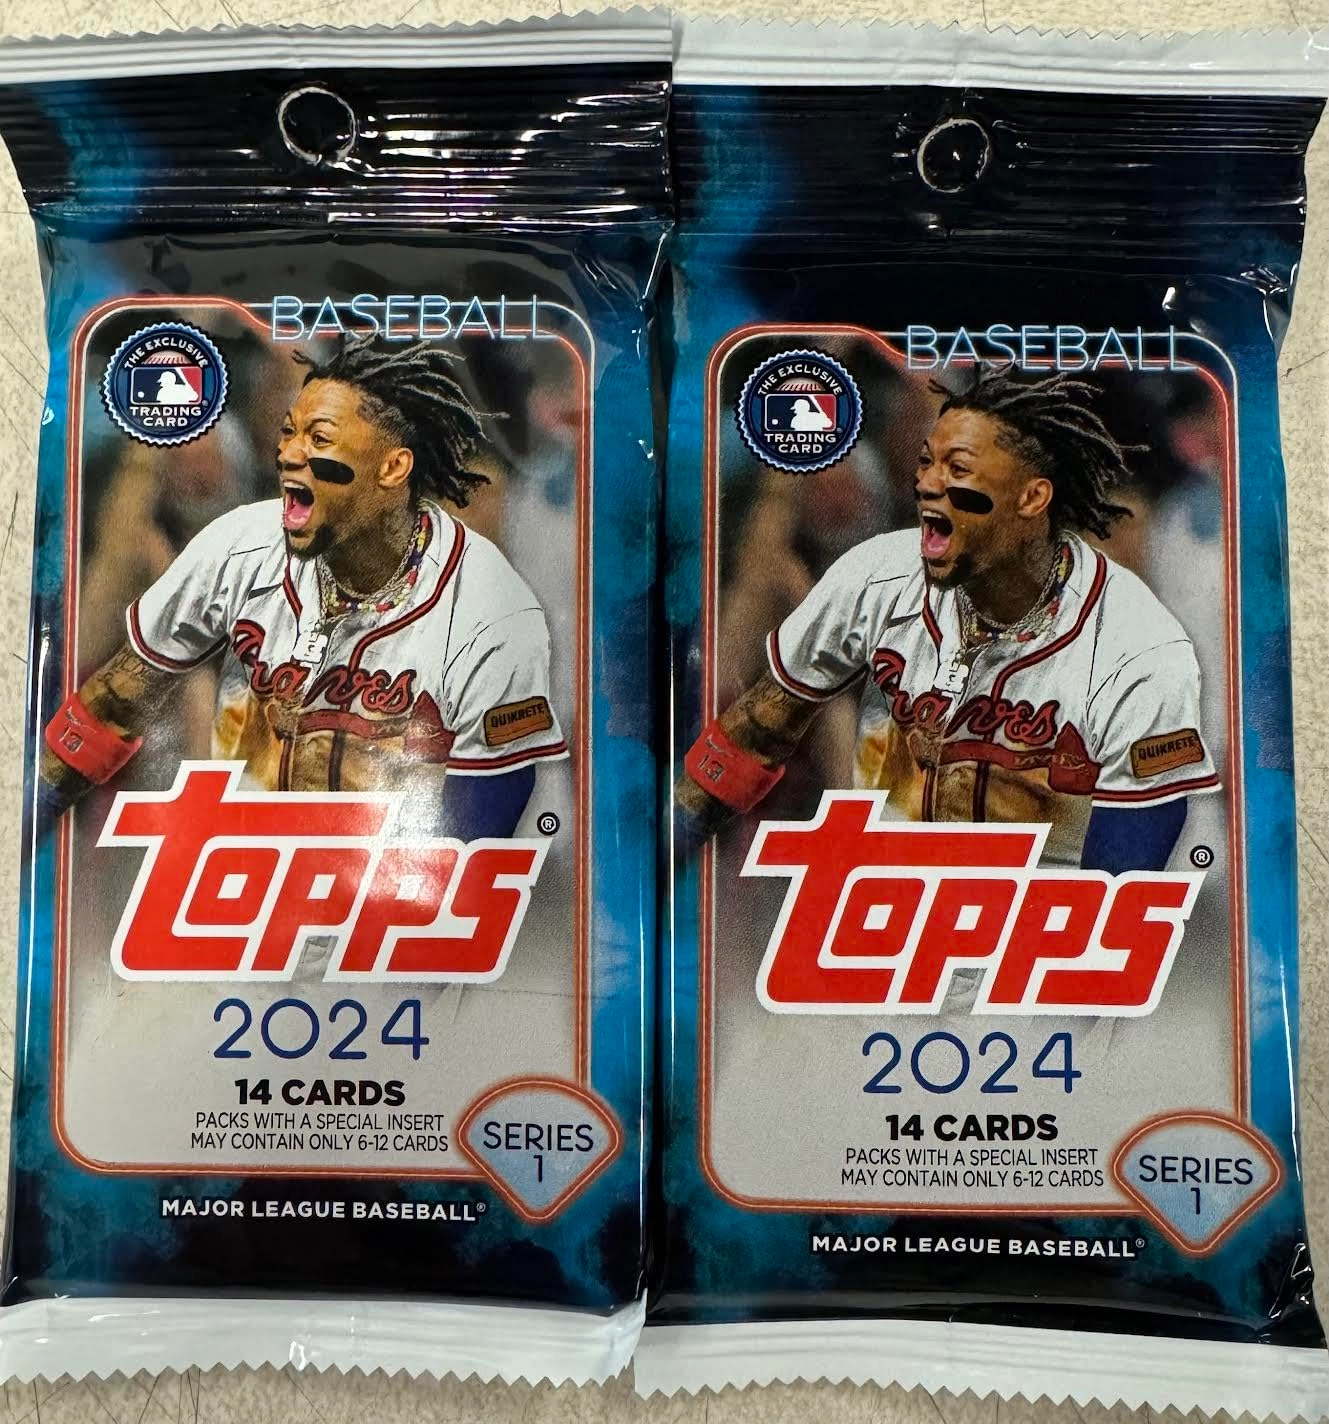 BASEBALL
THE EXCLUSIVE
TRADING
CARD
Braves
QUIKRETE
13
topps®
2024
14 CARDS
PACKS WITH A SPECIAL INSERT
MAY CONTAIN ONLY 6-12 CARDS
SERIES
1
MAJOR LEAGUE BASEBALL®
BASEBALL
THE EXCLUSIVE
TRADING
CARD
Braves
QUIKRETE
13
topps®
2024
14 CARDS
PACKS WITH A SPECIAL INSERT
MAY CONTAIN ONLY 6-12 CARDS
SERIES
1
MAJOR LEAGUE BASEBALL®